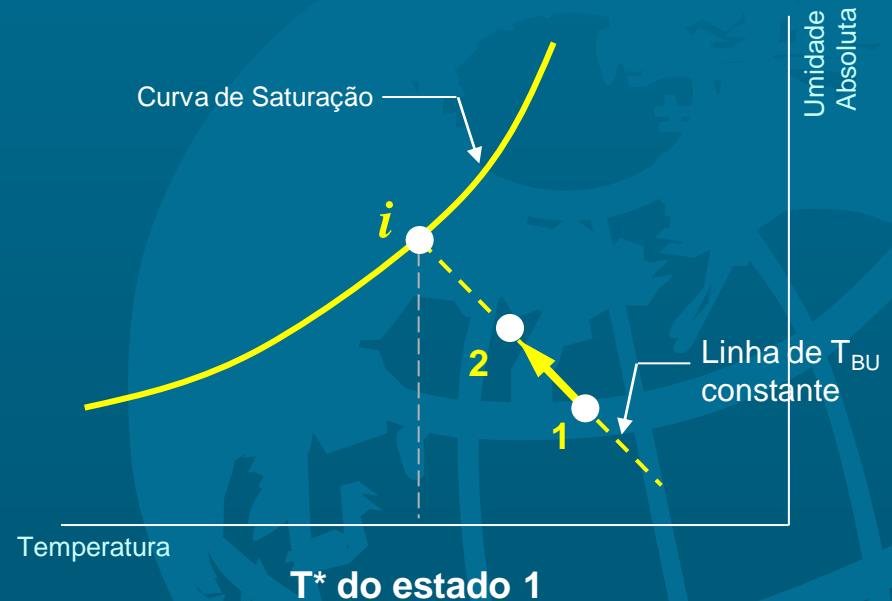 Umidade
Absoluta
Curva de Saturação
i
2
Linha de T_BU
constante
1
Temperatura
T* do estado 1